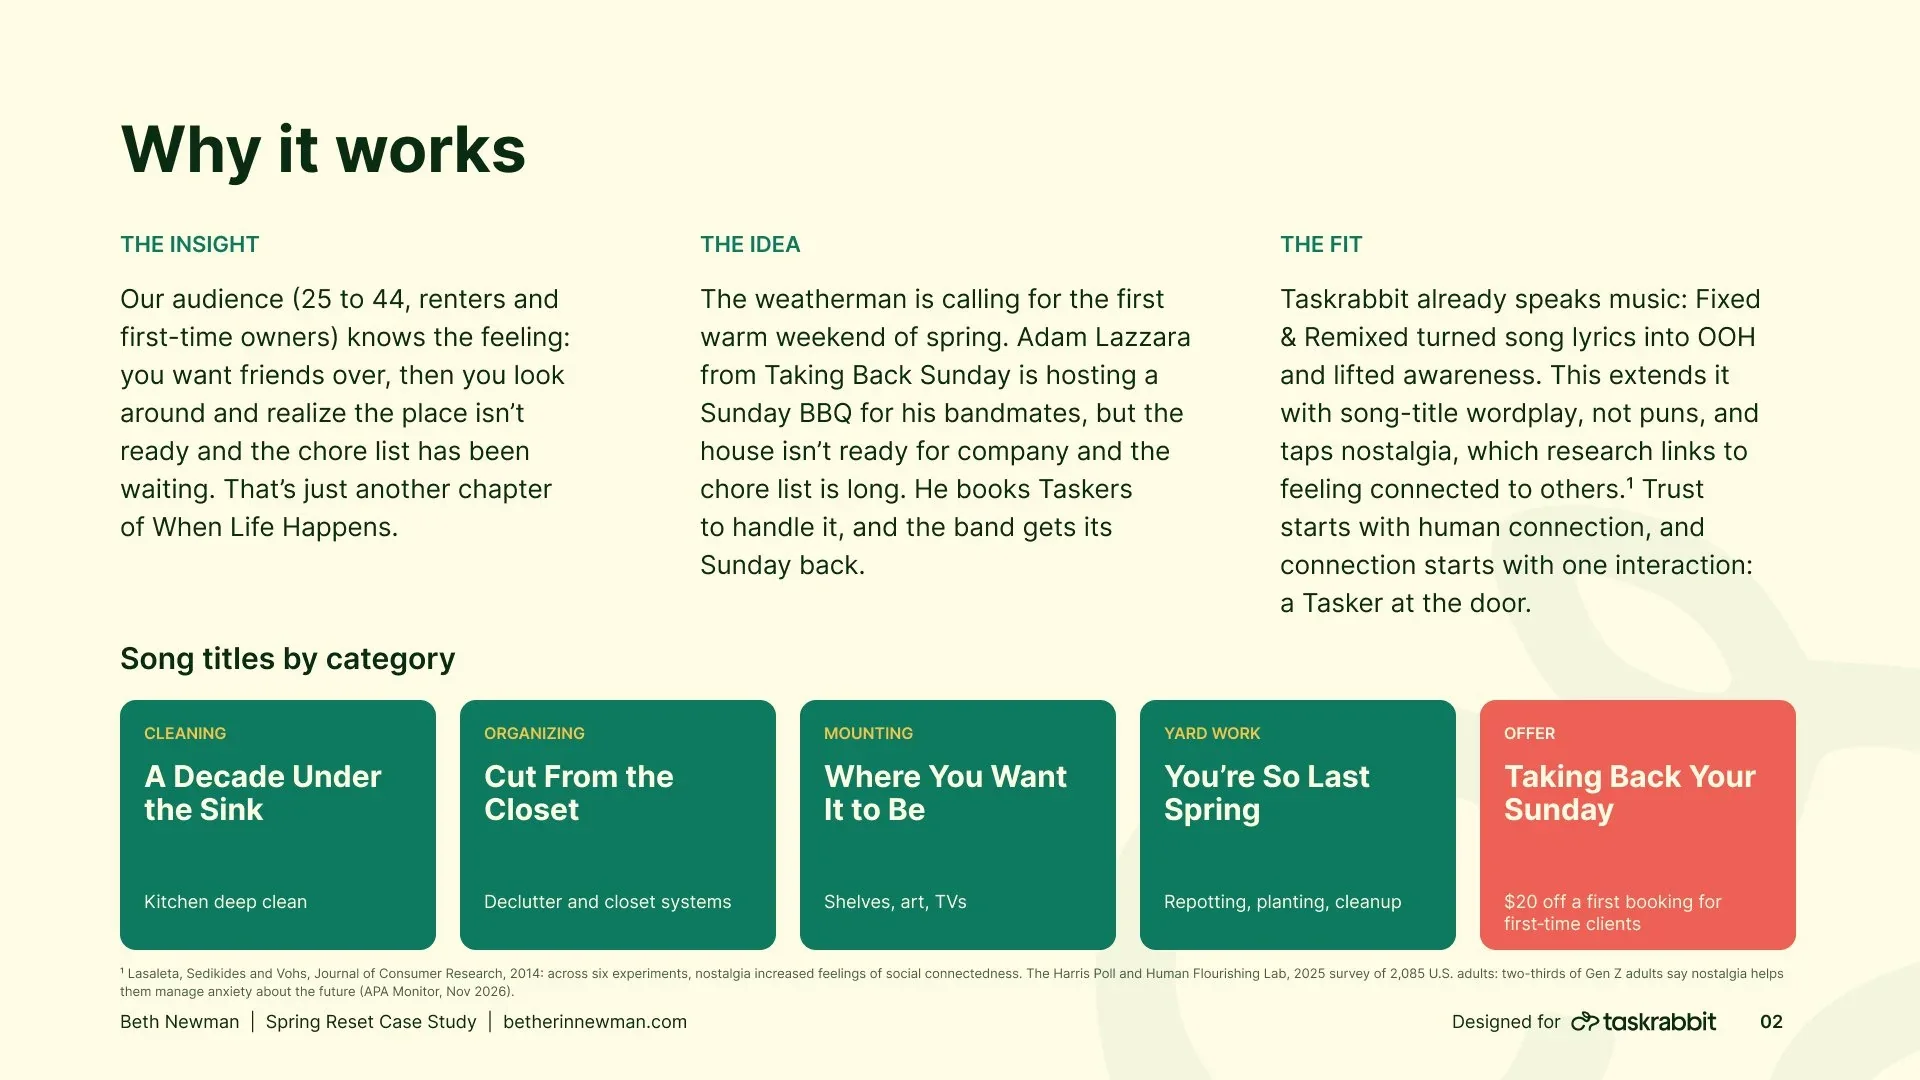 Why it works
THE INSIGHT
Our audience (25 to 44, renters and
first-time owners) knows the feeling:
you want friends over, then you look
around and realize the place isn’t
ready and the chore list has been
waiting. That’s just another chapter
of When Life Happens.
THE IDEA
The weatherman is calling for the first
warm weekend of spring. Adam Lazzara
from Taking Back Sunday is hosting a
Sunday BBQ for his bandmates, but the
house isn’t ready for company and the
chore list is long. He books Taskers
to handle it, and the band gets its
Sunday back.
THE FIT
Taskrabbit already speaks music: Fixed
& Remixed turned song lyrics into OOH
and lifted awareness. This extends it
with song-title wordplay, not puns, and
taps nostalgia, which research links to
feeling connected to others.¹ Trust
starts with human connection, and
connection starts with one interaction:
a Tasker at the door.
Song titles by category
CLEANING
A Decade Under
the Sink
Kitchen deep clean
ORGANIZING
Cut From the
Closet
Declutter and closet systems
MOUNTING
Where You Want
It to Be
Shelves, art, TVs
YARD WORK
You’re So Last
Spring
Repotting, planting, cleanup
OFFER
Taking Back Your
Sunday
$20 off a first booking for
first-time clients
¹ Lasaleta, Sedikides and Vohs, Journal of Consumer Research, 2014: across six experiments, nostalgia increased feelings of social connectedness. The Harris Poll and Human Flourishing Lab, 2025 survey of 2,085 U.S. adults: two-thirds of Gen Z adults say nostalgia helps
them manage anxiety about the future (APA Monitor, Nov 2026).
Beth Newman | Spring Reset Case Study | betherinnewman.com
Designed for taskrabbit 02